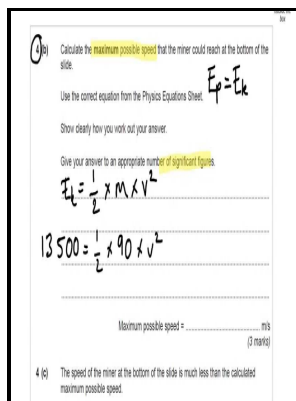 box
4 (b) Calculate the maximum possible speed that the miner could reach at the bottom of the
slide.
Ep = Ek
Use the correct equation from the Physics Equations Sheet.
Show clearly how you work out your answer.
Give your answer to an appropriate number of significant figures.
Ek = 1/2 × m × v²
13 500 = 1/2 × 90 × v²
Maximum possible speed = ........................ m/s
(3 marks)
4 (c) The speed of the miner at the bottom of the slide is much less than the calculated
maximum possible speed.